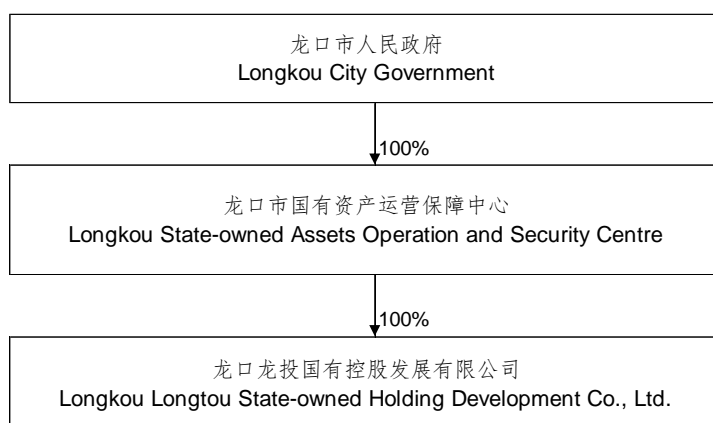 龙口市人民政府
Longkou City Government
100%
龙口市国有资产运营保障中心
Longkou State-owned Assets Operation and Security Centre
100%
龙口龙投国有控股发展有限公司
Longkou Longtou State-owned Holding Development Co., Ltd.